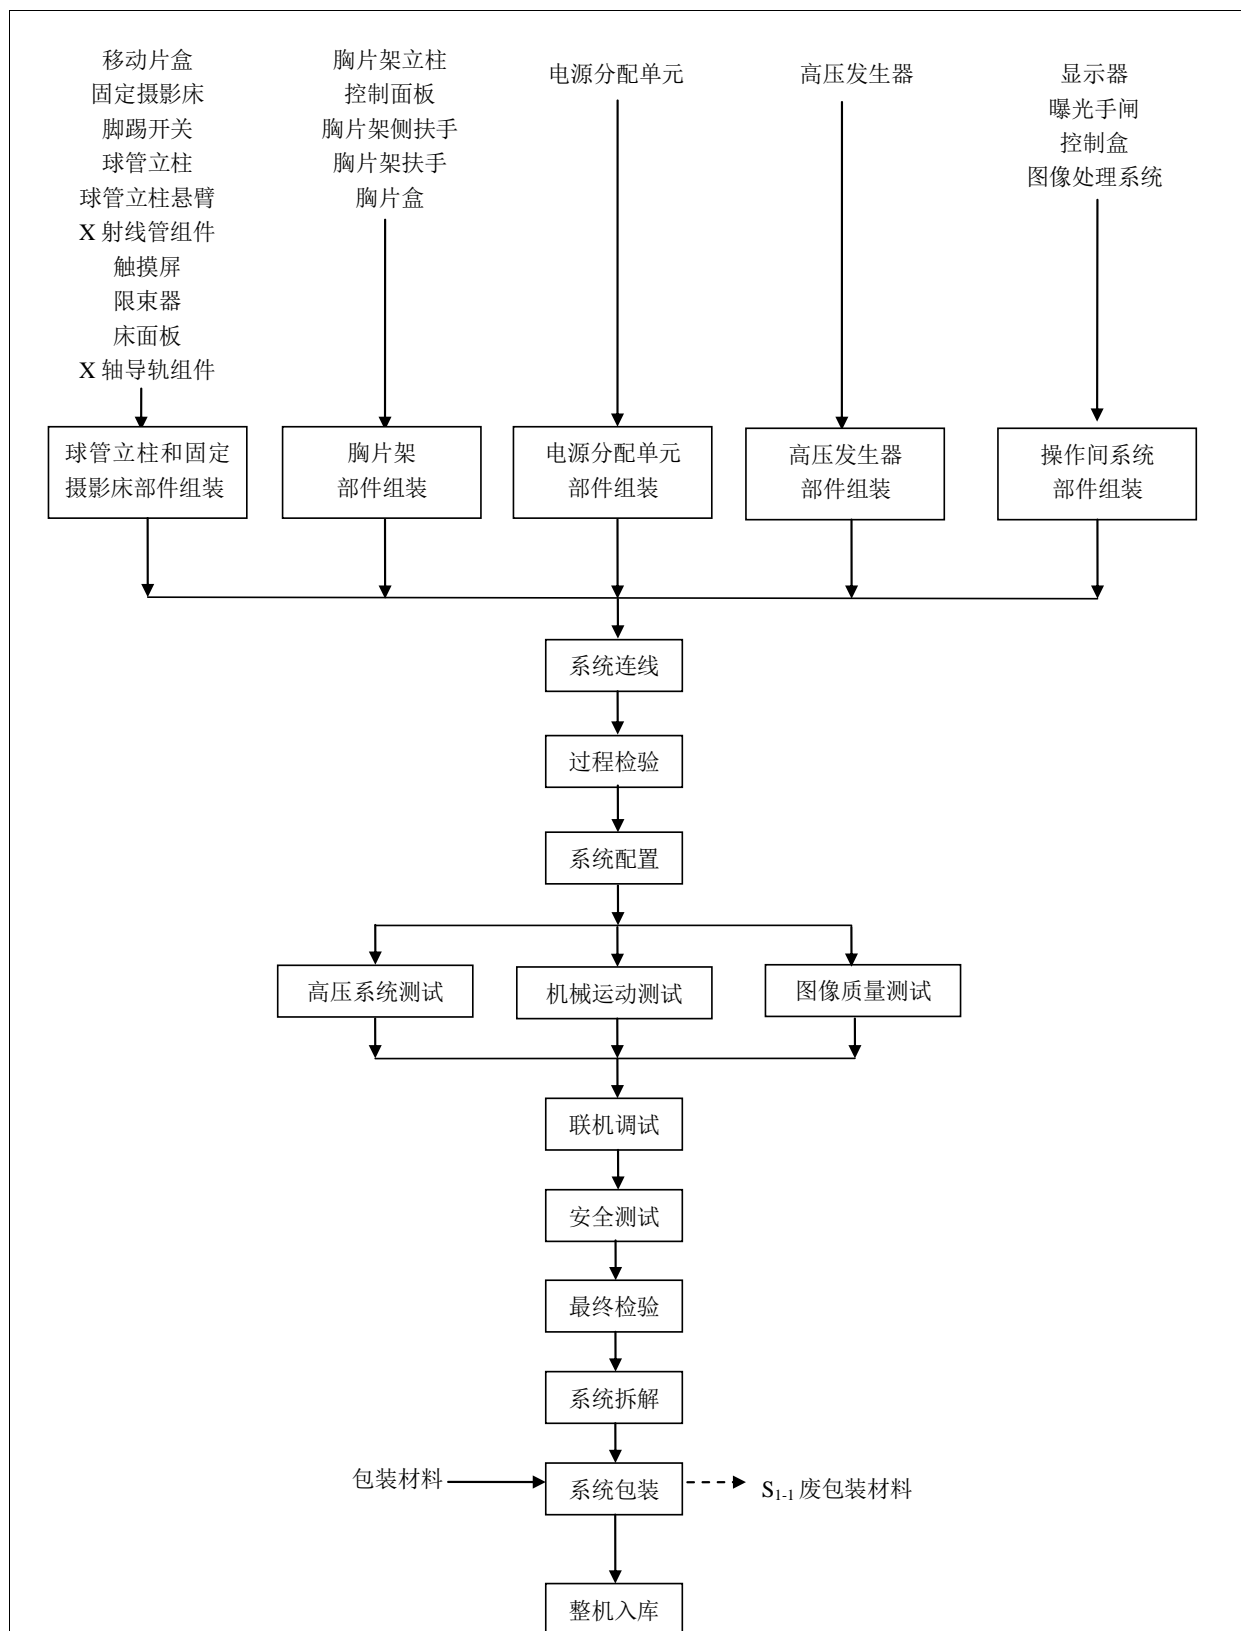 移动片盒
固定摄影床
脚踢开关
球管立柱
球管立柱悬臂
X 射线管组件
触摸屏
限束器
床面板
X 轴导轨组件
胸片架立柱
控制面板
胸片架侧扶手
胸片架扶手
胸片盒
电源分配单元
高压发生器
显示器
曝光手闸
控制盒
图像处理系统
球管立柱和固定
摄影床部件组装
胸片架
部件组装
电源分配单元
部件组装
高压发生器
部件组装
操作间系统
部件组装
系统连线
过程检验
系统配置
高压系统测试
机械运动测试
图像质量测试
联机调试
安全测试
最终检验
系统拆解
包装材料
系统包装
S1-1 废包装材料
整机入库